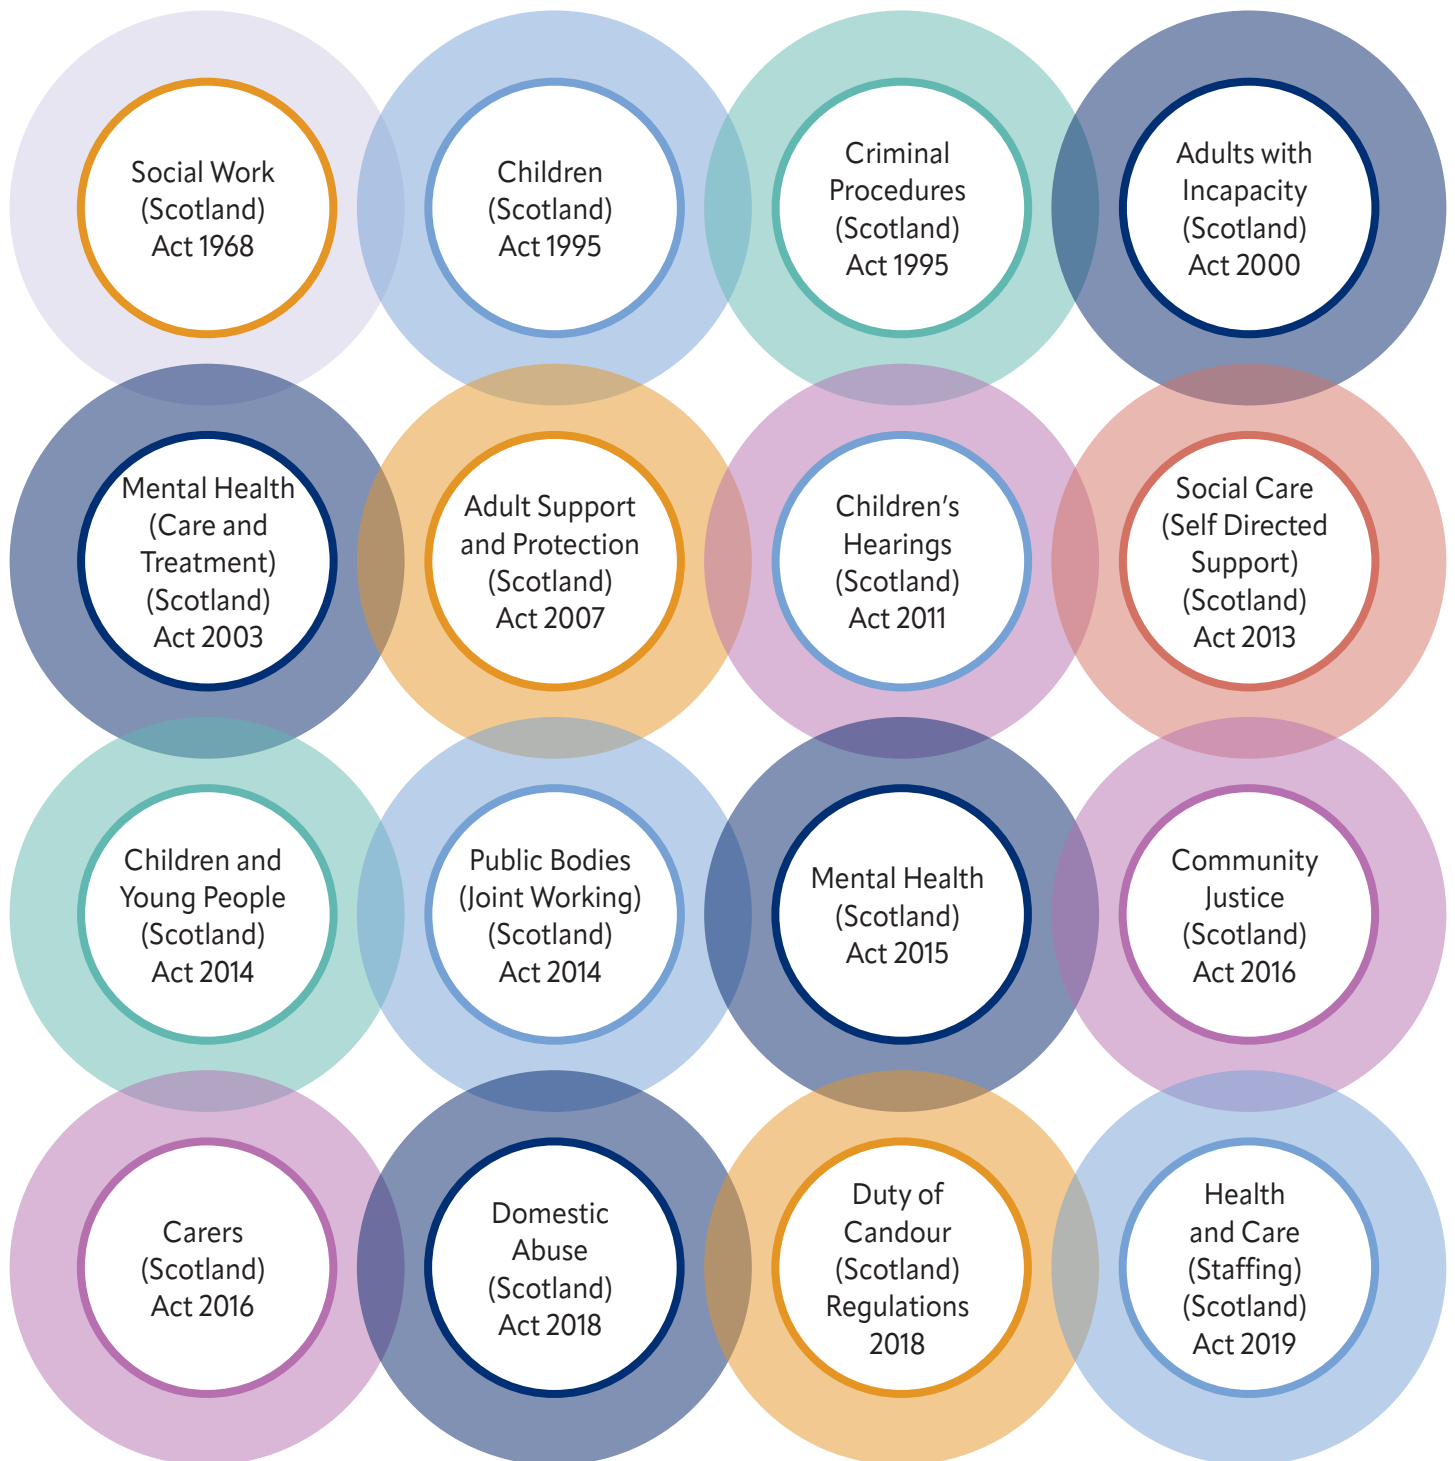 Social Work
(Scotland)
Act 1968
Children
(Scotland)
Act 1995
Criminal
Procedures
(Scotland)
Act 1995
Adults with
Incapacity
(Scotland)
Act 2000
Mental Health
(Care and
Treatment)
(Scotland)
Act 2003
Adult Support
and Protection
(Scotland)
Act 2007
Children’s
Hearings
(Scotland)
Act 2011
Social Care
(Self Directed
Support)
(Scotland)
Act 2013
Children and
Young People
(Scotland)
Act 2014
Public Bodies
(Joint Working)
(Scotland)
Act 2014
Mental Health
(Scotland)
Act 2015
Community
Justice
(Scotland)
Act 2016
Carers
(Scotland)
Act 2016
Domestic
Abuse
(Scotland)
Act 2018
Duty of
Candour
(Scotland)
Regulations
2018
Health
and Care
(Staffing)
(Scotland)
Act 2019